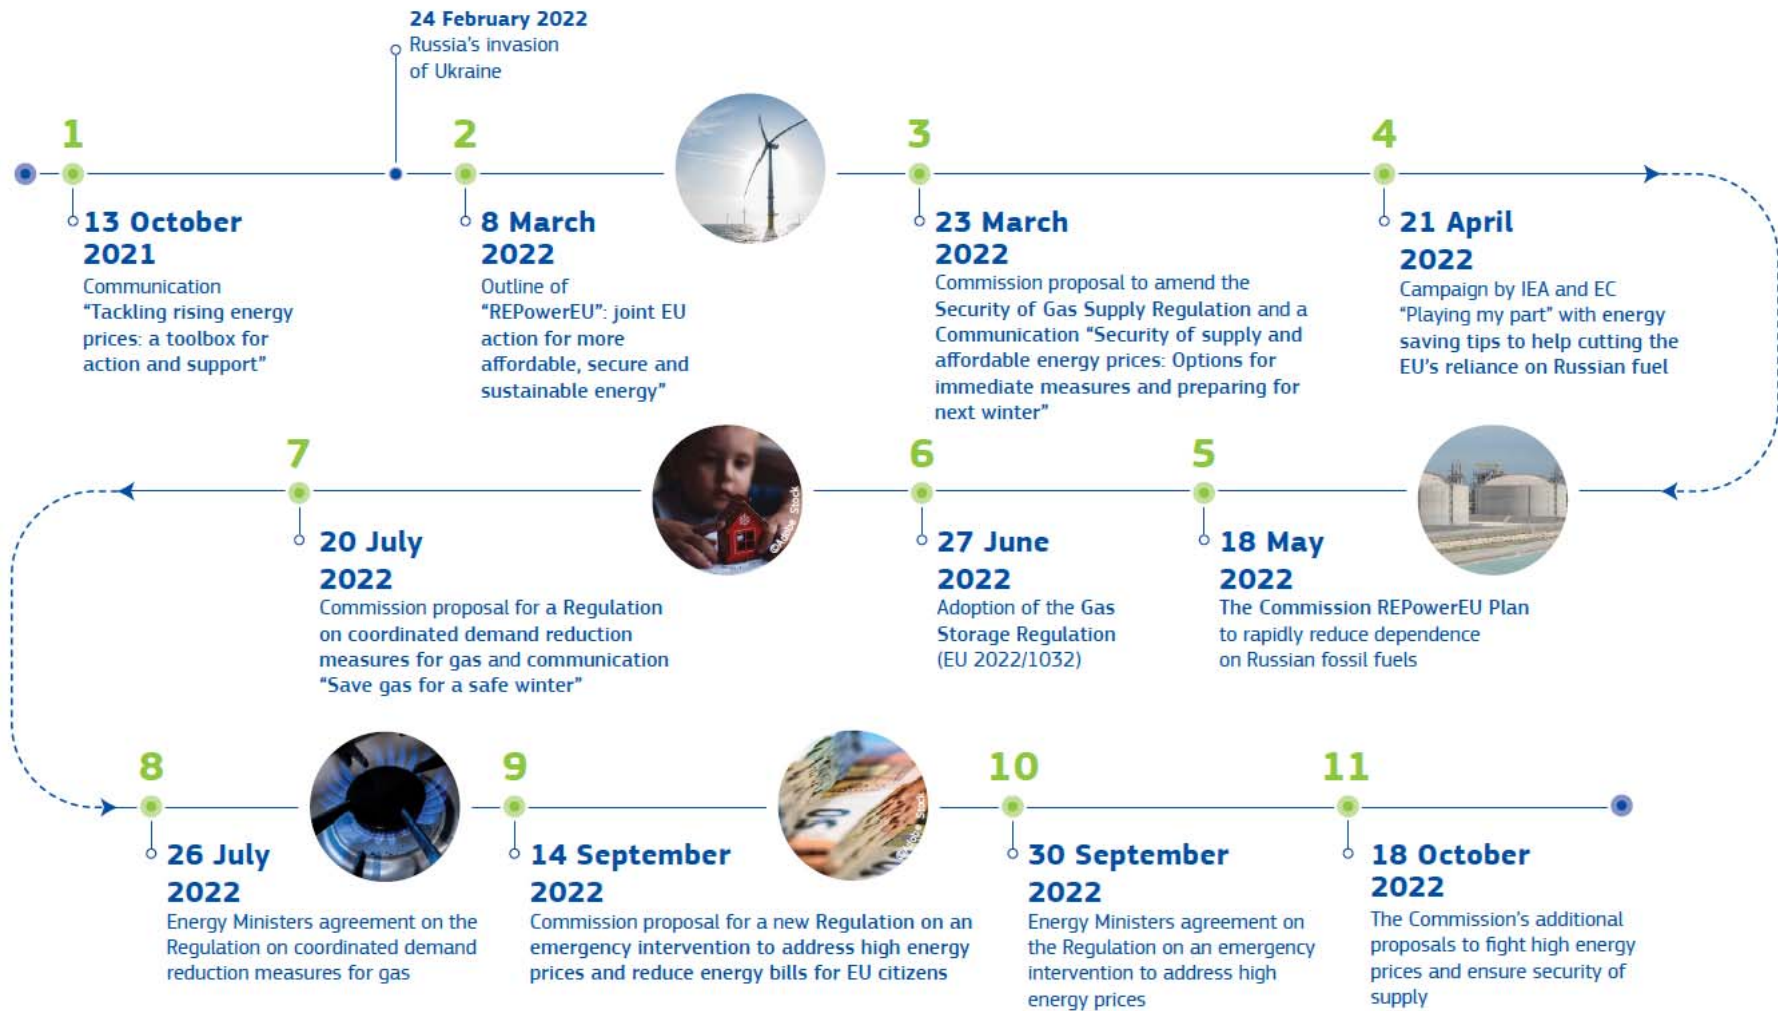 24 February 2022
Russia's invasion
of Ukraine
1
13 October
2021
Communication
“Tackling rising energy
prices: a toolbox for
action and support”
2
8 March
2022
Outline of
“REPowerEU”: joint EU
action for more
affordable, secure and
sustainable energy”
3
23 March
2022
Commission proposal to amend the
Security of Gas Supply Regulation and a
Communication “Security of supply and
affordable energy prices: Options for
immediate measures and preparing for
next winter”
4
21 April
2022
Campaign by IEA and EC
“Playing my part” with energy
saving tips to help cutting the
EU's reliance on Russian fuel
5
18 May
2022
The Commission REPowerEU Plan
to rapidly reduce dependence
on Russian fossil fuels
6
27 June
2022
Adoption of the Gas
Storage Regulation
(EU 2022/1032)
©Adobe Stock
7
20 July
2022
Commission proposal for a Regulation
on coordinated demand reduction
measures for gas and communication
“Save gas for a safe winter”
8
26 July
2022
Energy Ministers agreement on the
Regulation on coordinated demand
reduction measures for gas
9
14 September
2022
Commission proposal for a new Regulation on an
emergency intervention to address high energy
prices and reduce energy bills for EU citizens
©Adobe Stock
10
30 September
2022
Energy Ministers agreement on
the Regulation on an emergency
intervention to address high
energy prices
11
18 October
2022
The Commission's additional
proposals to fight high energy
prices and ensure security of
supply